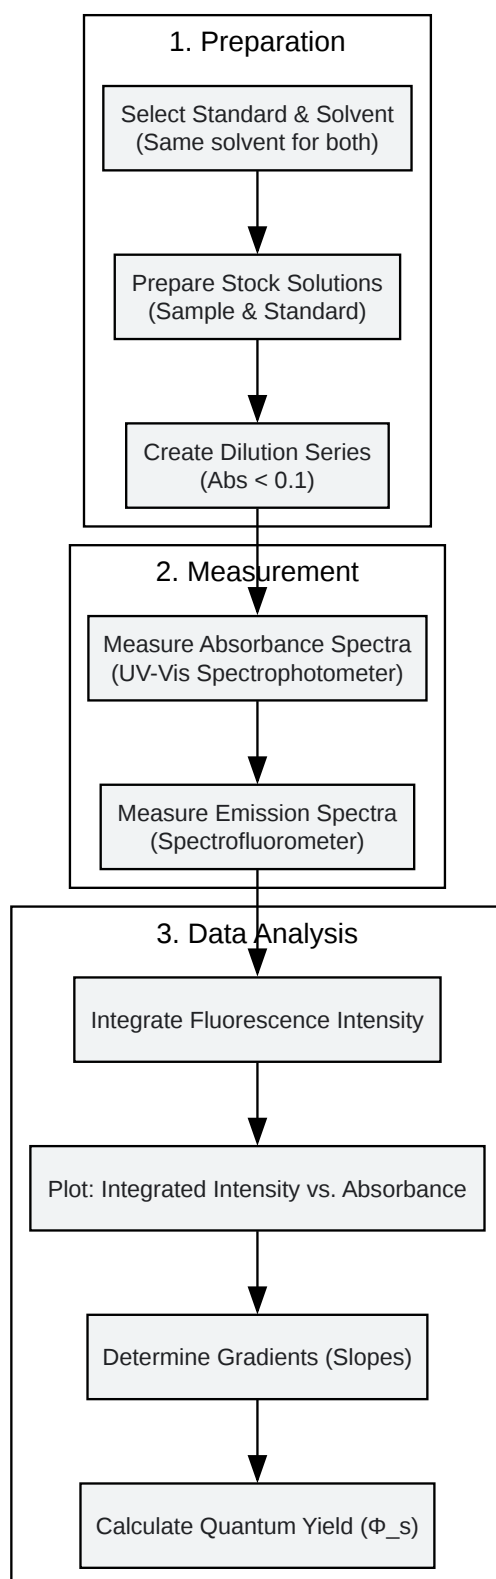 1. Preparation
Select Standard & Solvent
(Same solvent for both)
Prepare Stock Solutions
(Sample & Standard)
Create Dilution Series
(Abs < 0.1)
2. Measurement
Measure Absorbance Spectra
(UV-Vis Spectrophotometer)
Measure Emission Spectra
(Spectrofluorometer)
3. Data Analysis
Integrate Fluorescence Intensity
Plot: Integrated Intensity vs. Absorbance
Determine Gradients (Slopes)
Calculate Quantum Yield (Φ_s)